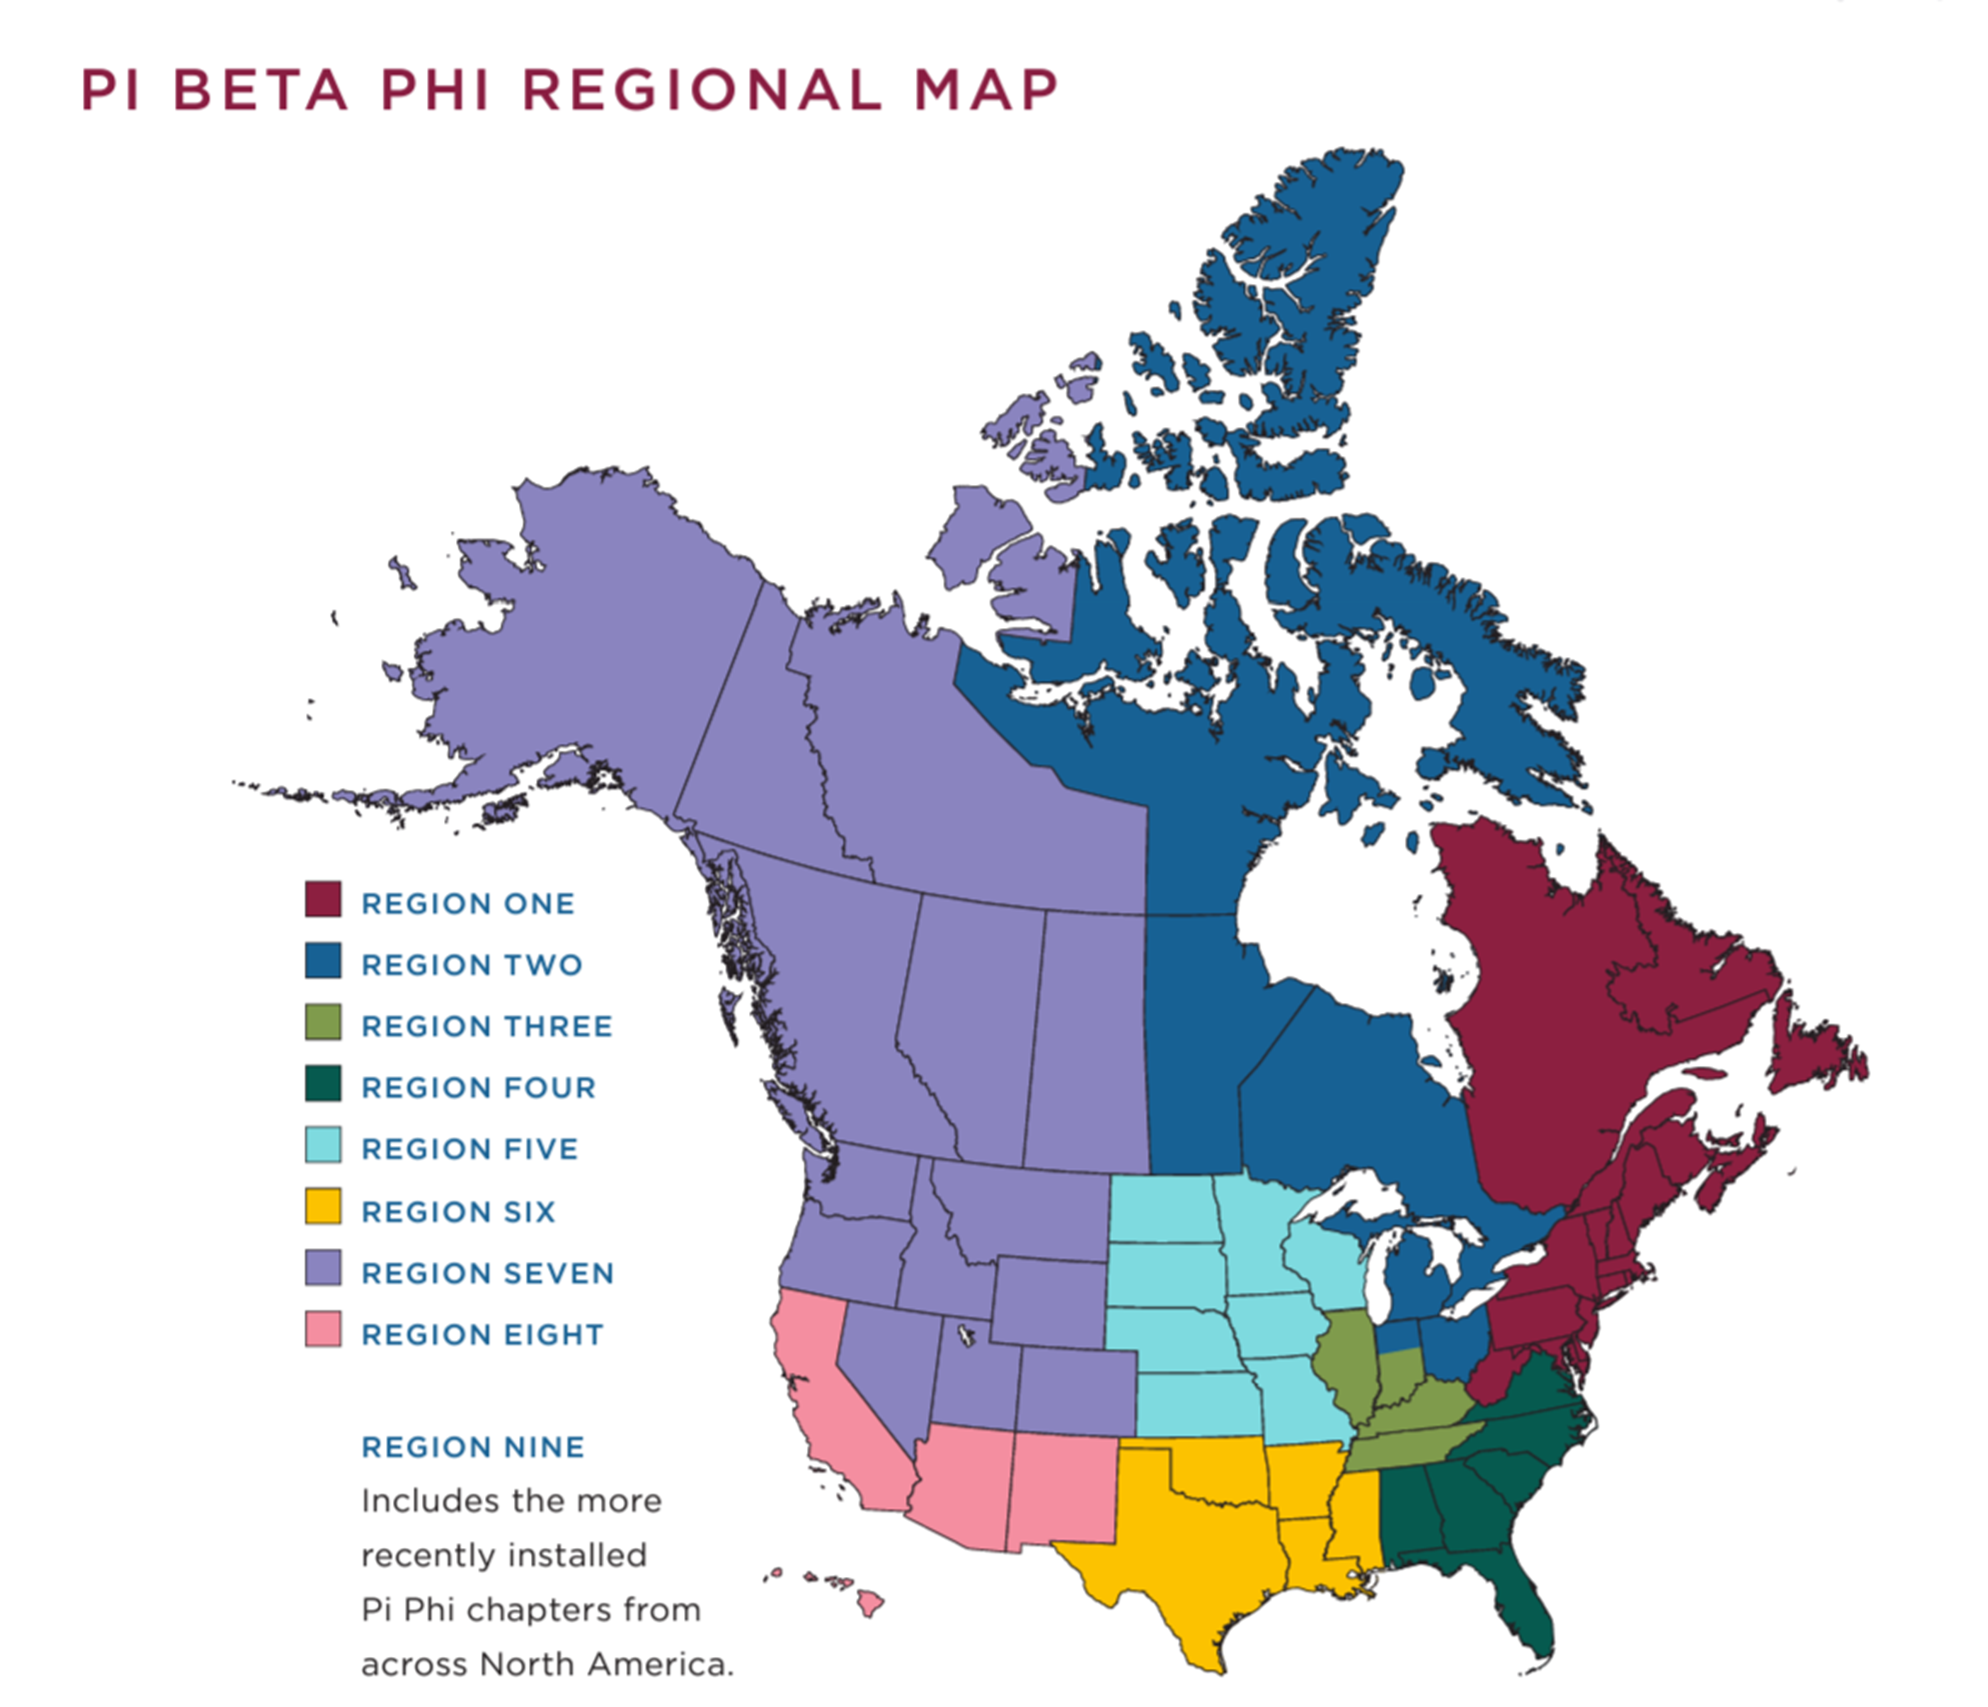 PI BETA PHI REGIONAL MAP
REGION ONE
REGION TWO
REGION THREE
REGION FOUR
REGION FIVE
REGION SIX
REGION SEVEN
REGION EIGHT
REGION NINE
Includes the more
recently installed
Pi Phi chapters from
across North America.